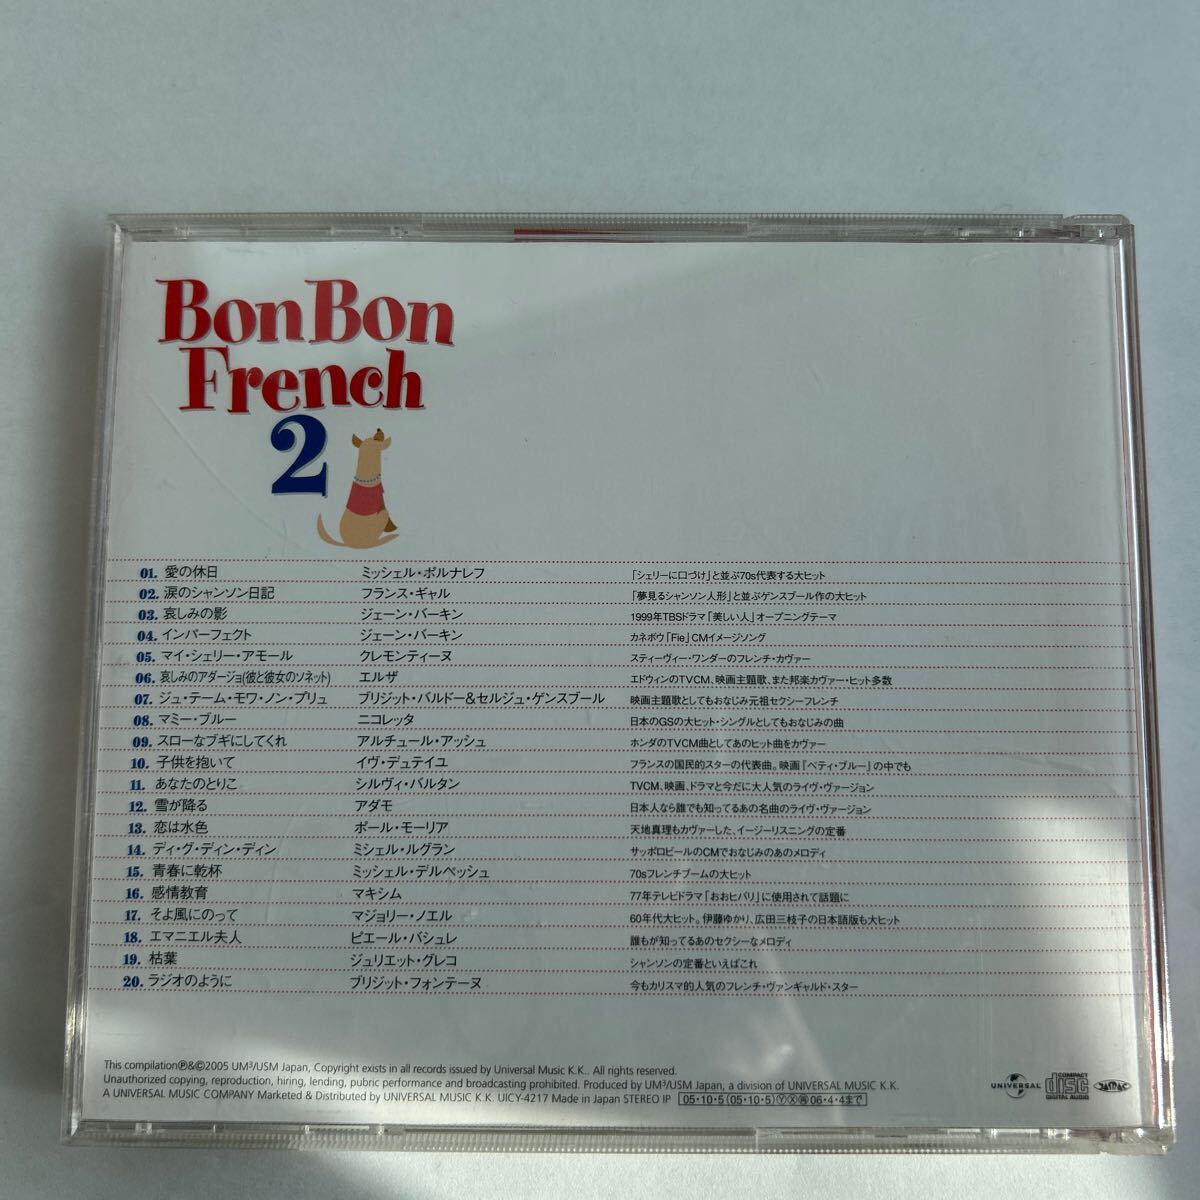 BonBon
French
2
01. 愛の休日 ミッシェル・ポルナレフ 「シェリーに口づけ」と並ぶ70s代表する大ヒット
02. 涙のシャンソン日記 フランス・ギャル 「夢見るシャンソン人形」と並ぶゲンスブール作の大ヒット
03. 哀しみの影 ジェーン・バーキン 1999年TBSドラマ「美しい人」オープニングテーマ
04. インパーフェクト ジェーン・バーキン カネボウ「Fie」CMイメージソング
05. マイ・シェリー・アモール クレモンティーヌ スティーヴィー・ワンダーのフレンチ・カヴァー
06. 哀しみのアダージョ(彼と彼女のソネット) エルザ エドウィンのTVCM、映画主題歌、また邦楽カヴァー・ヒット多数
07. ジュ・テーム・モワ・ノン・プリュ ブリジット・バルドー&セルジュ・ゲンスブール 映画主題歌としてもおなじみ元祖セクシーフレンチ
08. マミー・ブルー ニコレッタ 日本のGSの大ヒット・シングルとしてもおなじみの曲
09. スローなブギにしてくれ アルチュール・アッシュ ホンダのTVCM曲としてあのヒット曲をカヴァー
10. 子供を抱いて イヴ・デュテイユ フランスの国民的スターの代表曲。映画『ベティ・ブルー』の中でも
11. あなたのとりこ シルヴィ・バルタン TVCM、映画、ドラマと今だに大人気のライヴ・ヴァージョン
12. 雪が降る アダモ 日本人なら誰でも知ってるあの名曲のライヴ・ヴァージョン
13. 恋は水色 ポール・モーリア 天地真理もカヴァーした、イージーリスニングの定番
14. ディ・グ・ディン・ディン ミシェル・ルグラン サッポロビールのCMでおなじみのあのメロディ
15. 青春に乾杯 ミッシェル・デルペッシュ 70sフレンチブームの大ヒット
16. 感情教育 マキシム 77年テレビドラマ「おおヒバリ」に使用されて話題に
17. そよ風にのって マジョリー・ノエル 60年代大ヒット。伊藤ゆかり、広田三枝子の日本語版も大ヒット
18. エマニエル夫人 ピエール・バシュレ 誰もが知ってるあのセクシーなメロディ
19. 枯葉 ジュリエット・グレコ シャンソンの定番といえばこれ
20. ラジオのように ブリジット・フォンテーヌ 今もカリスマ的人気のフレンチ・ヴァンギャルド・スター
This compilation℗&©2005 UM³/USM Japan, Copyright exists in all records issued by Universal Music K.K.. All rights reserved.
Unauthorized copying, reproduction, hiring, lending, pubric performance and broadcasting prohibited. Produced by UM³/USM Japan, a division of UNIVERSAL MUSIC K.K.
A UNIVERSAL MUSIC COMPANY Marketed & Distributed by UNIVERSAL MUSIC K.K. UICY-4217 Made in Japan STEREO IP 05・10・5 (05・10・5) Ⓨ Ⓧ ㊢ 06・4・4まで
UNIVERSAL
COMPACT
disc
DIGITAL AUDIO
JASRAC